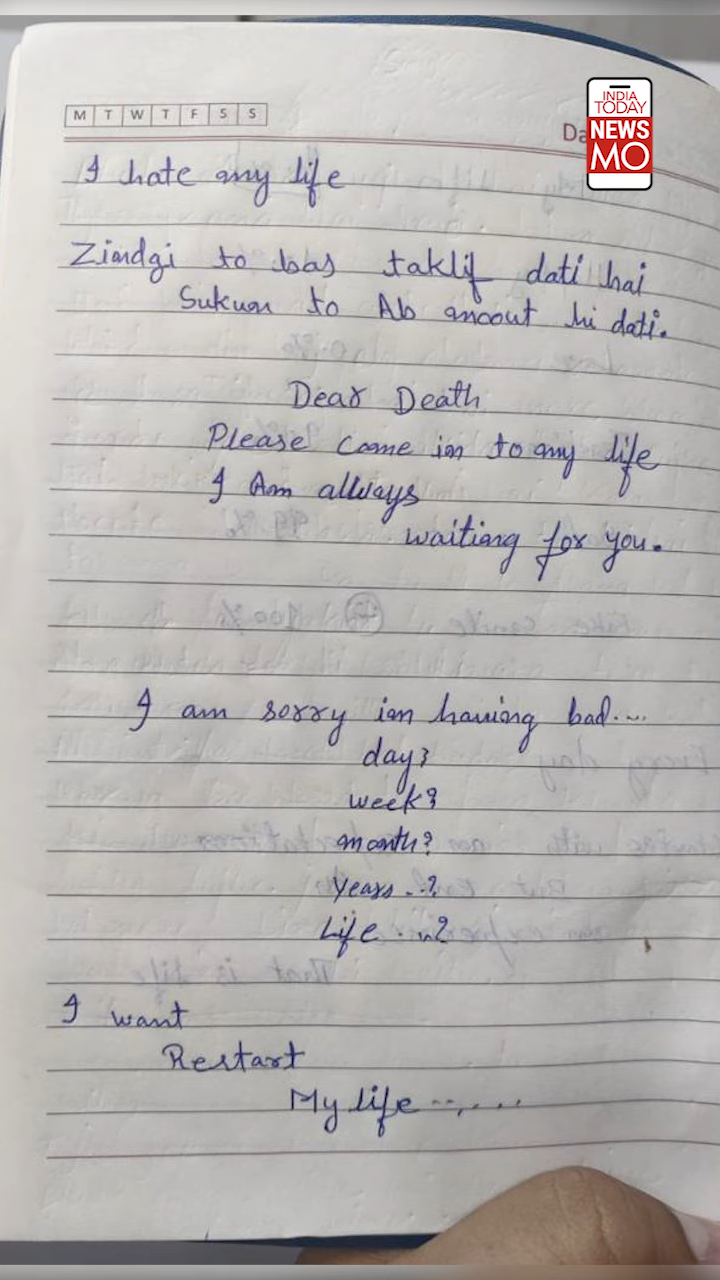 INDIA
TODAY
NEWS
MO
M T W T F S S
Da
I hate my life
Zindgi to bas taklif dati hai
Sukun to Ab moout hi dati.
Dear Death
Please come in to my life
I Am allways
waiting for you.
I am sorry im having bad....
day?
week?
month?
years..?
Life...?
I want
Restart
My life .......